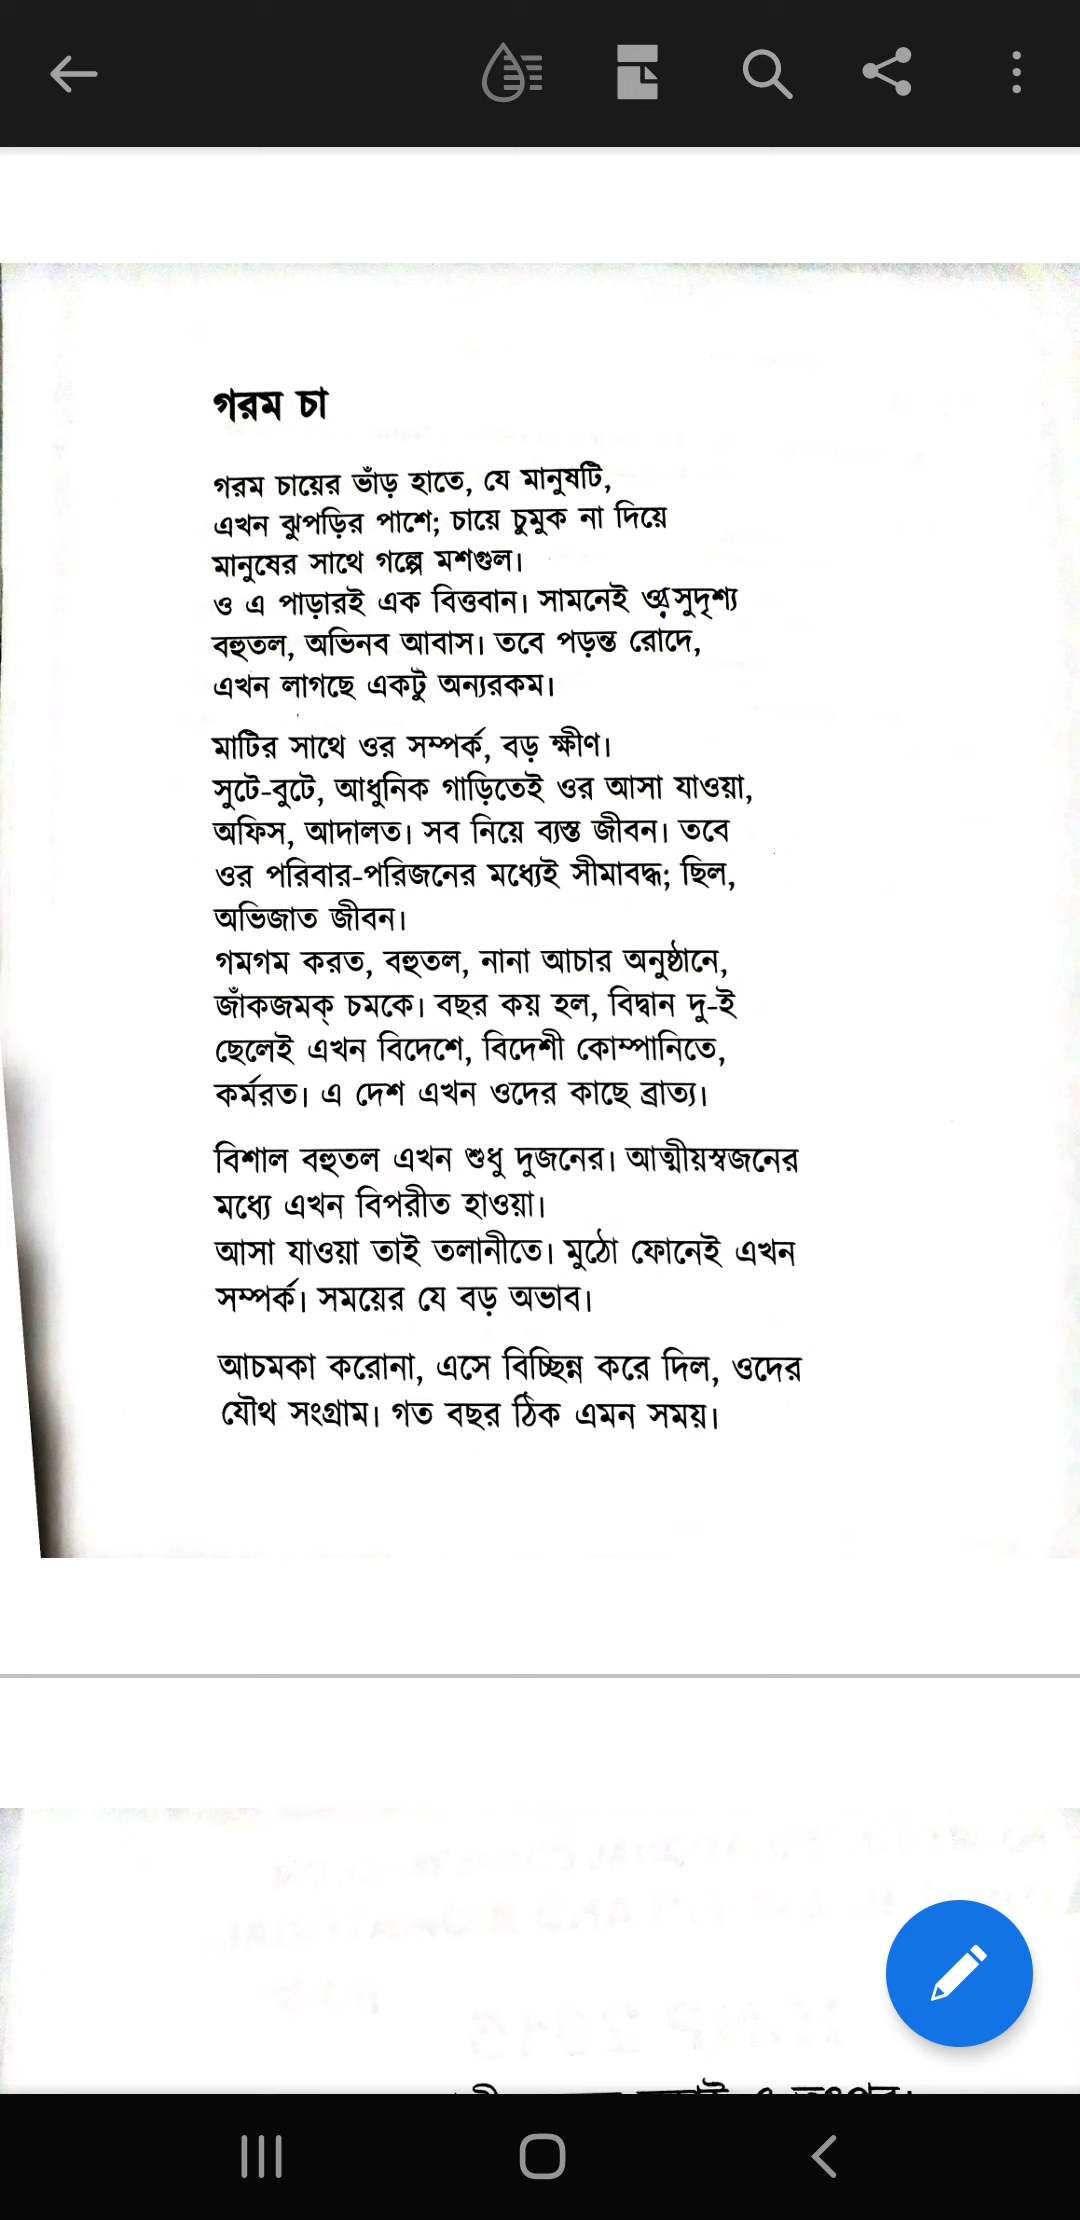 গরম চা
গরম চায়ের ভাঁড় হাতে, যে মানুষটি,
এখন ঝুপড়ির পাশে; চায়ে চুমুক না দিয়ে
মানুষের সাথে গল্পে মশগুল।
ও এ পাড়ারই এক বিত্তবান। সামনেই ওর সুদৃশ্য
বহুতল, অভিনব আবাস। তবে পড়ন্ত রোদে,
এখন লাগছে একটু অন্যরকম।
মাটির সাথে ওর সম্পর্ক, বড় ক্ষীণ।
সুটে-বুটে, আধুনিক গাড়িতেই ওর আসা যাওয়া,
অফিস, আদালত। সব নিয়ে ব্যস্ত জীবন। তবে
ওর পরিবার-পরিজনের মধ্যেই সীমাবদ্ধ; ছিল,
অভিজাত জীবন।
গমগম করত, বহুতল, নানা আচার অনুষ্ঠানে,
জাঁকজমক্ চমকে। বছর কয় হল, বিদ্বান দু-ই
ছেলেই এখন বিদেশে, বিদেশী কোম্পানিতে,
কর্মরত। এ দেশ এখন ওদের কাছে ব্রাত্য।
বিশাল বহুতল এখন শুধু দুজনের। আত্মীয়স্বজনের
মধ্যে এখন বিপরীত হাওয়া।
আসা যাওয়া তাই তলানীতে। মুঠো ফোনেই এখন
সম্পর্ক। সময়ের যে বড় অভাব।
আচমকা করোনা, এসে বিচ্ছিন্ন করে দিল, ওদের
যৌথ সংগ্রাম। গত বছর ঠিক এমন সময়।